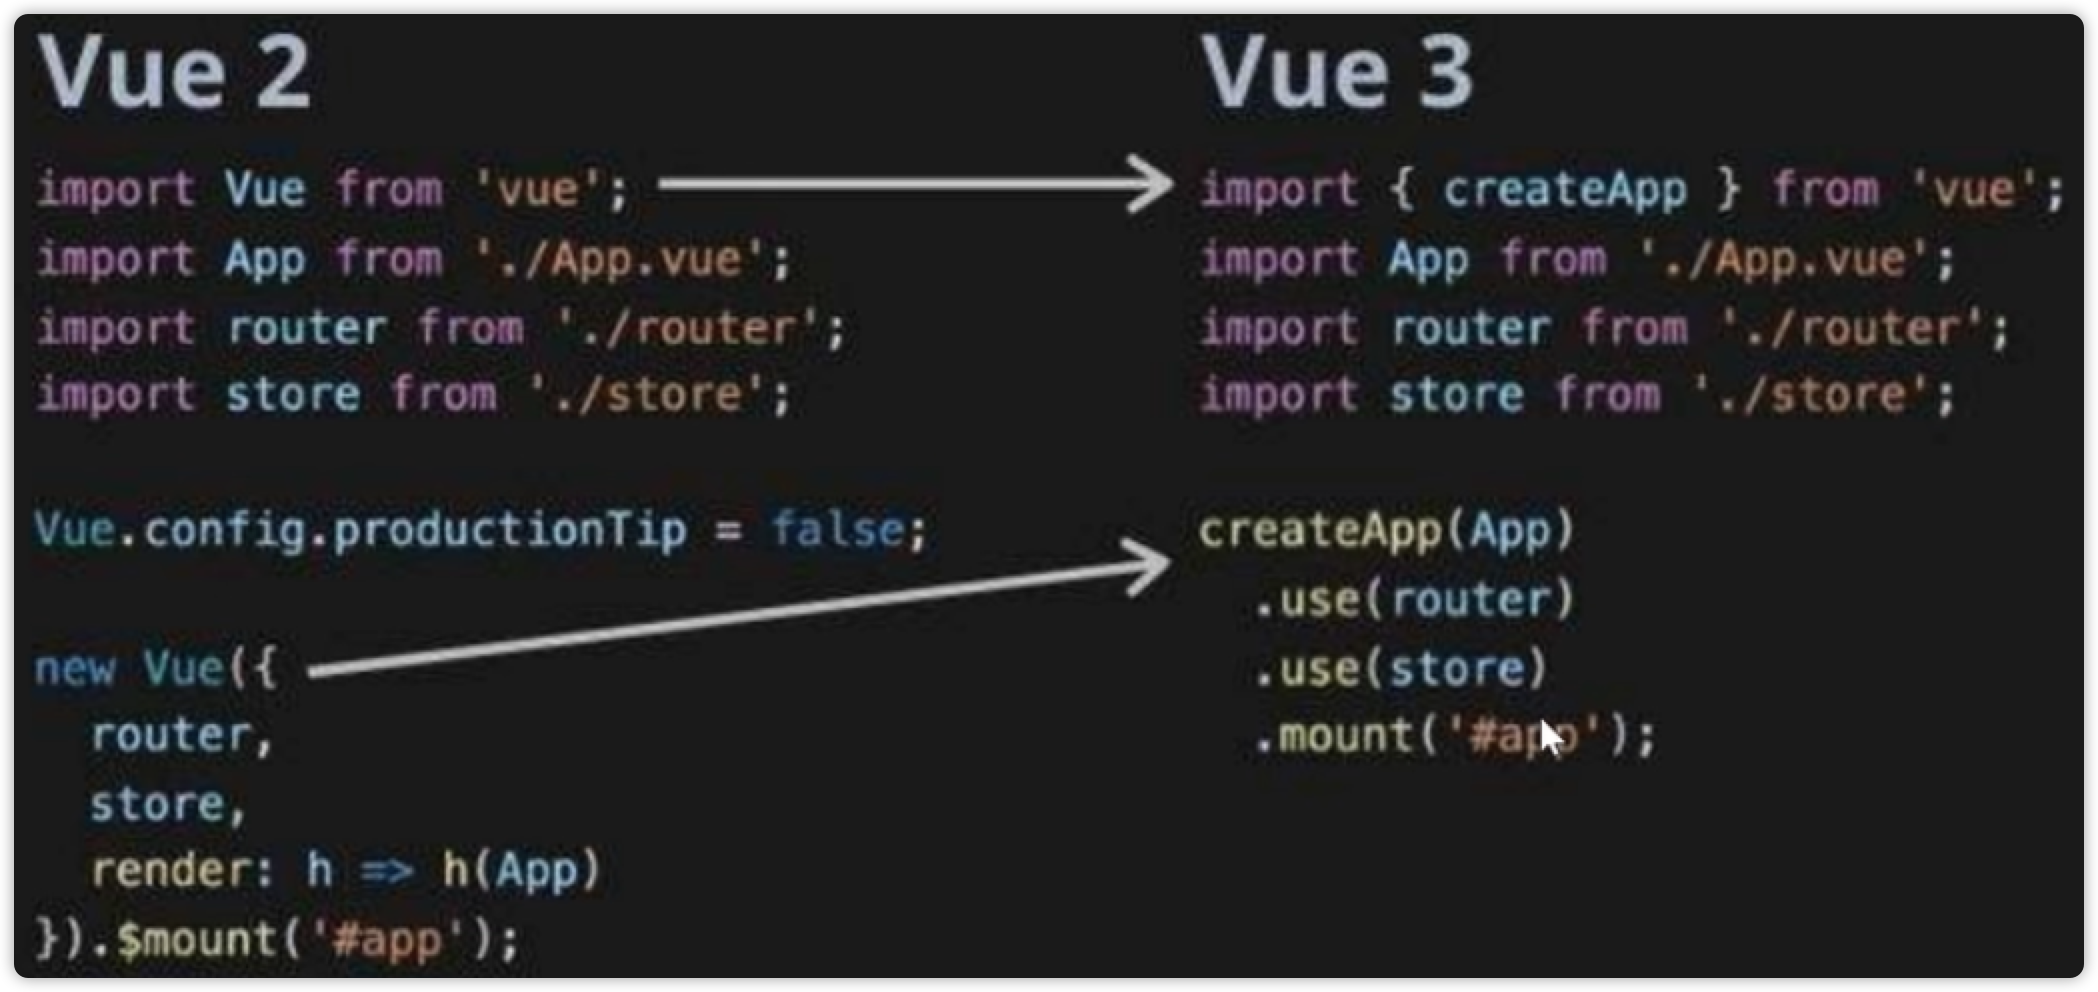 Vue 2
import Vue from 'vue';
import App from './App.vue';
import router from './router';
import store from './store';
Vue.config.productionTip = false;
new Vue({
  router,
  store,
  render: h => h(App)
}).$mount('#app');
Vue 3
import { createApp } from 'vue';
import App from './App.vue';
import router from './router';
import store from './store';
createApp(App)
  .use(router)
  .use(store)
  .mount('#app');